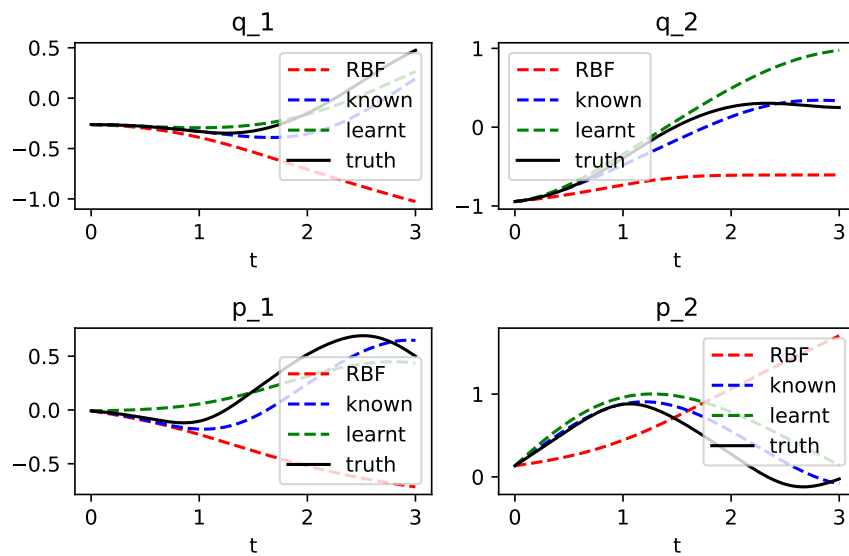 q_1
0.5
0.0
−0.5
−1.0
RBF
known
learnt
truth
0 1 2 3
t
q_2
1
0
−1
RBF
known
learnt
truth
0 1 2 3
t
p_1
0.5
0.0
−0.5
RBF
known
learnt
truth
0 1 2 3
t
p_2
1
0
RBF
known
learnt
truth
0 1 2 3
t